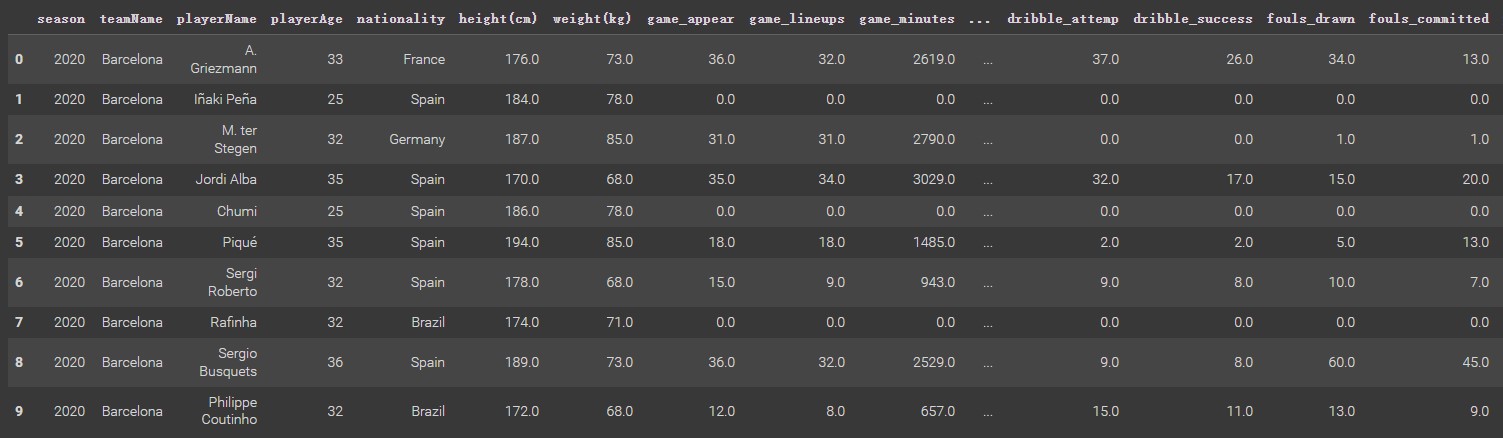 season teamName playerName playerAge nationality height(cm) weight(kg) game_appear game_lineups game_minutes ... dribble_attemp dribble_success fouls_drawn fouls_committed
0 2020 Barcelona A. Griezmann 33 France 176.0 73.0 36.0 32.0 2619.0 ... 37.0 26.0 34.0 13.0
1 2020 Barcelona Iñaki Peña 25 Spain 184.0 78.0 0.0 0.0 0.0 ... 0.0 0.0 0.0 0.0
2 2020 Barcelona M. ter Stegen 32 Germany 187.0 85.0 31.0 31.0 2790.0 ... 0.0 0.0 1.0 1.0
3 2020 Barcelona Jordi Alba 35 Spain 170.0 68.0 35.0 34.0 3029.0 ... 32.0 17.0 15.0 20.0
4 2020 Barcelona Chumi 25 Spain 186.0 78.0 0.0 0.0 0.0 ... 0.0 0.0 0.0 0.0
5 2020 Barcelona Piqué 35 Spain 194.0 85.0 18.0 18.0 1485.0 ... 2.0 2.0 5.0 13.0
6 2020 Barcelona Sergi Roberto 32 Spain 178.0 68.0 15.0 9.0 943.0 ... 9.0 8.0 10.0 7.0
7 2020 Barcelona Rafinha 32 Brazil 174.0 71.0 0.0 0.0 0.0 ... 0.0 0.0 0.0 0.0
8 2020 Barcelona Sergio Busquets 36 Spain 189.0 73.0 36.0 32.0 2529.0 ... 9.0 8.0 60.0 45.0
9 2020 Barcelona Philippe Coutinho 32 Brazil 172.0 68.0 12.0 8.0 657.0 ... 15.0 11.0 13.0 9.0